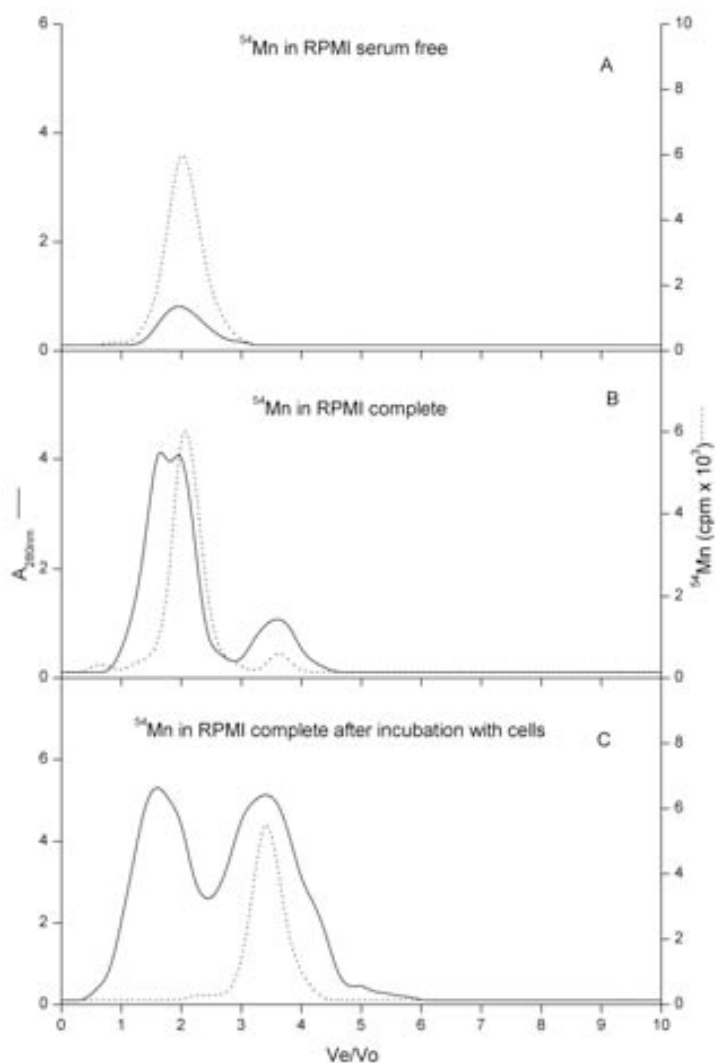 ⁵⁴Mn in RPMI serum free
A
6
4
2
0
10
8
6
4
2
0
⁵⁴Mn in RPMI complete
B
4
2
0
6
4
2
0
⁵⁴Mn in RPMI complete after incubation with cells
C
6
4
2
0
8
6
4
2
0
A₂₈₀nm
⁵⁴Mn (cpm x 10³)
0 1 2 3 4 5 6 7 8 9 10
Ve/Vo